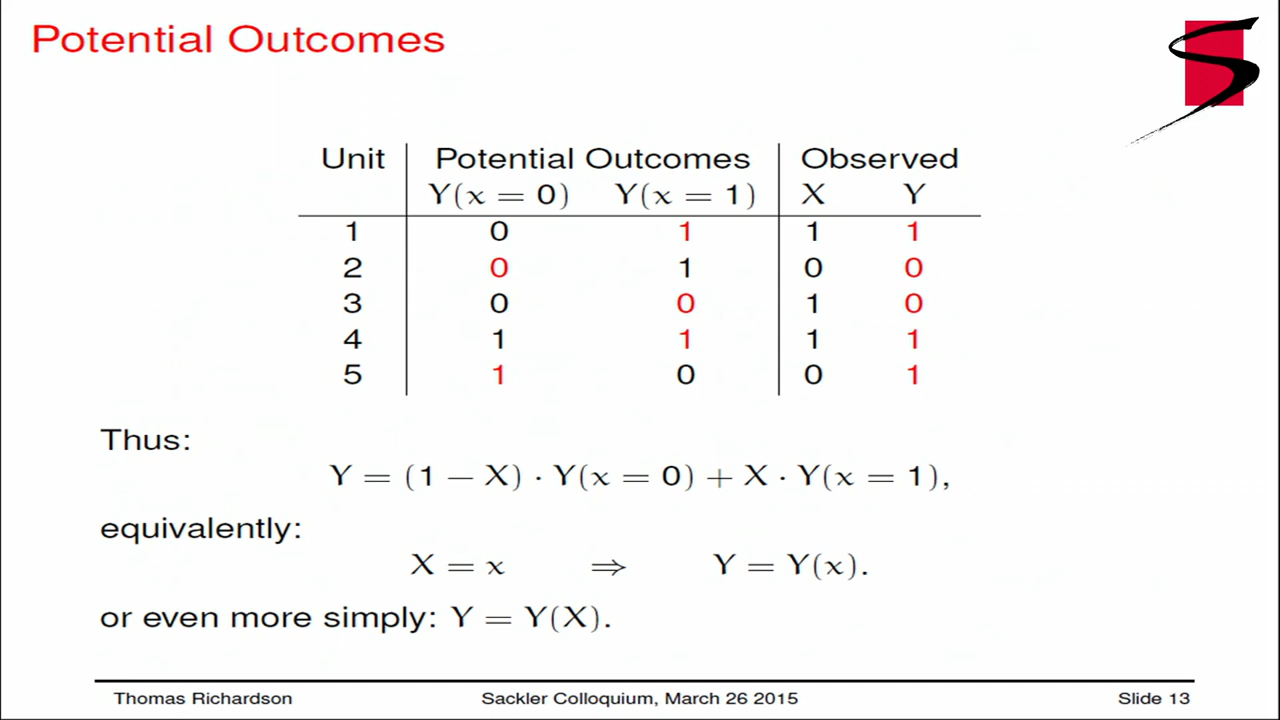 Potential Outcomes
Unit Potential Outcomes Observed
Y(x = 0) Y(x = 1) X Y
1 0 1 1 1
2 0 1 0 0
3 0 0 1 0
4 1 1 1 1
5 1 0 0 1
Thus:
Y = (1 − X) · Y(x = 0) + X · Y(x = 1),
equivalently:
X = x ⇒ Y = Y(x).
or even more simply: Y = Y(X).
Thomas Richardson Sackler Colloquium, March 26 2015 Slide 13